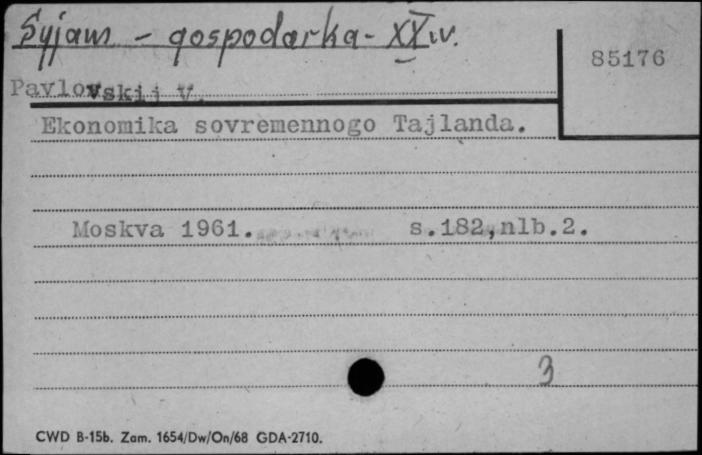 Syjam - gospodarka - XX w.
85176
Pavlovskij V.
Ekonomika sovremennogo Tajlanda.
Moskva 1961. s.182,nlb.2.
3
CWD B-15b. Zam. 1654/Dw/On/68 GDA-2710.